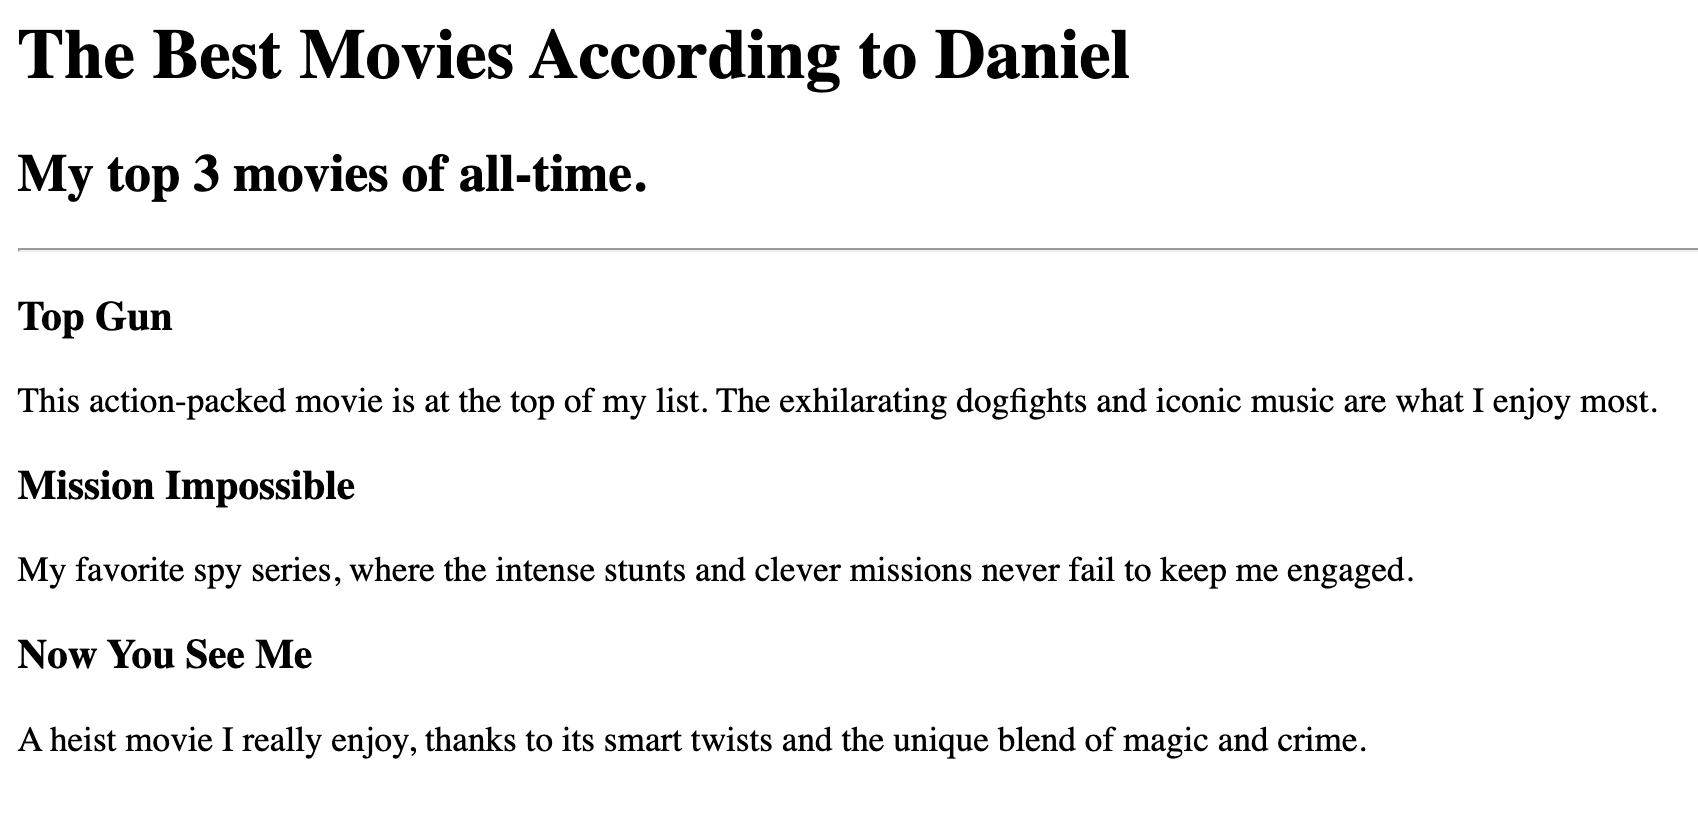 The Best Movies According to Daniel
My top 3 movies of all-time.
Top Gun
This action-packed movie is at the top of my list. The exhilarating dogfights and iconic music are what I enjoy most.
Mission Impossible
My favorite spy series, where the intense stunts and clever missions never fail to keep me engaged.
Now You See Me
A heist movie I really enjoy, thanks to its smart twists and the unique blend of magic and crime.